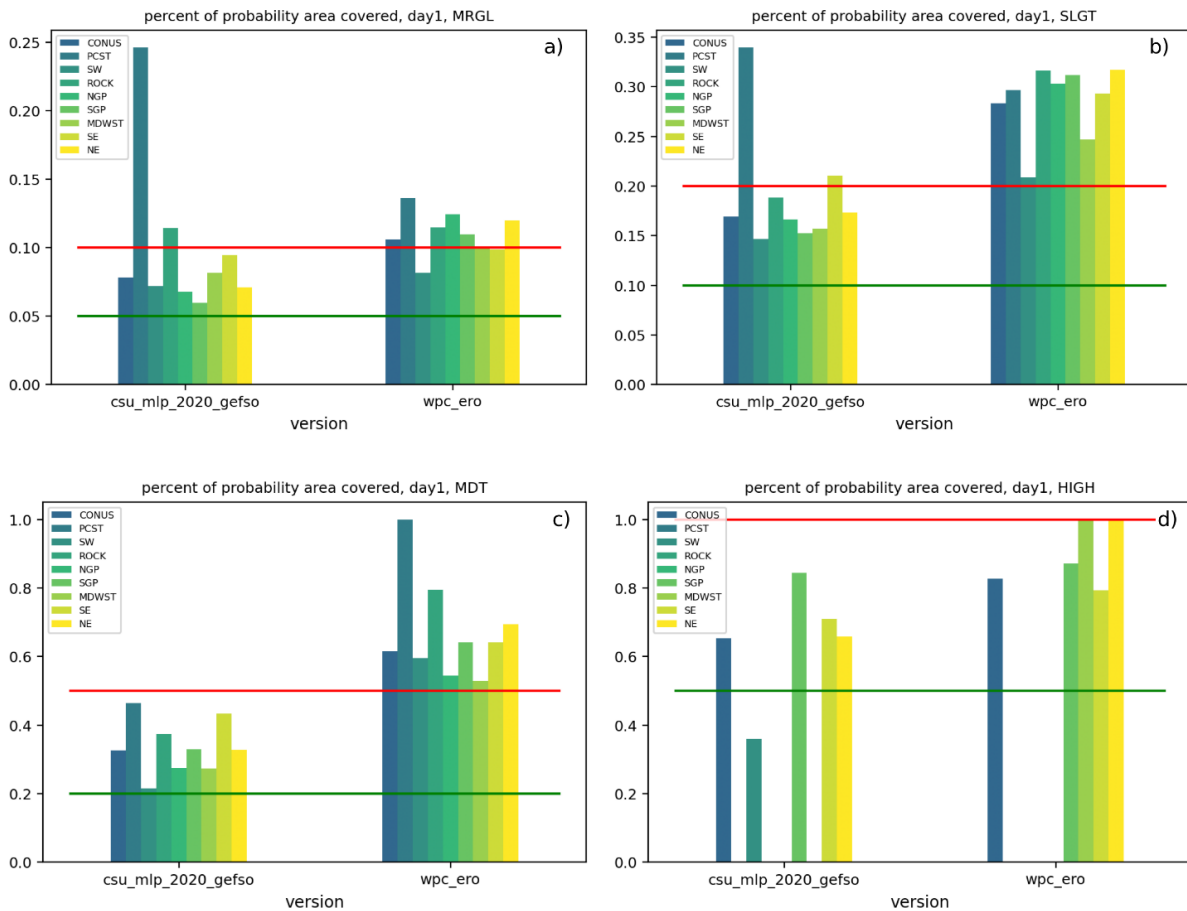 percent of probability area covered, day1, MRGL
a)
0.25
0.20
0.15
0.10
0.05
0.00
CONUS
PCST
SW
ROCK
NGP
SGP
MDWST
SE
NE
csu_mlp_2020_gefso
wpc_ero
version
percent of probability area covered, day1, SLGT
b)
0.35
0.30
0.25
0.20
0.15
0.10
0.05
0.00
CONUS
PCST
SW
ROCK
NGP
SGP
MDWST
SE
NE
csu_mlp_2020_gefso
wpc_ero
version
percent of probability area covered, day1, MDT
c)
1.0
0.8
0.6
0.4
0.2
0.0
CONUS
PCST
SW
ROCK
NGP
SGP
MDWST
SE
NE
csu_mlp_2020_gefso
wpc_ero
version
percent of probability area covered, day1, HIGH
d)
1.0
0.8
0.6
0.4
0.2
0.0
CONUS
PCST
SW
ROCK
NGP
SGP
MDWST
SE
NE
csu_mlp_2020_gefso
wpc_ero
version